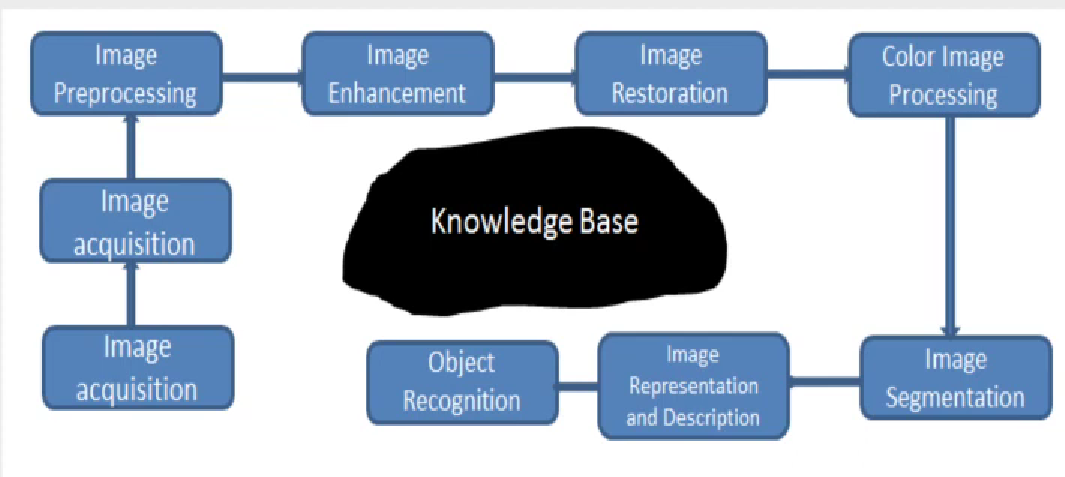 Image
Preprocessing
Image
Enhancement
Image
Restoration
Color Image
Processing
Image
acquisition
Knowledge Base
Image
acquisition
Object
Recognition
Image
Representation
and Description
Image
Segmentation